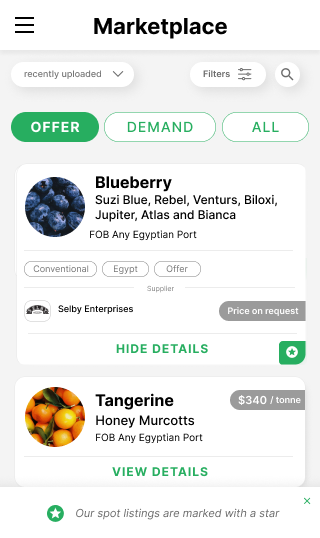 Marketplace
recently uploaded
Filters
OFFER
DEMAND
ALL
Blueberry
Suzi Blue, Rebel, Venturs, Biloxi,
Jupiter, Atlas and Bianca
FOB Any Egyptian Port
Conventional
Egypt
Offer
Supplier
Selby Enterprises
Price on request
HIDE DETAILS
Tangerine
$340 / tonne
Honey Murcotts
FOB Any Egyptian Port
VIEW DETAILS
Our spot listings are marked with a star